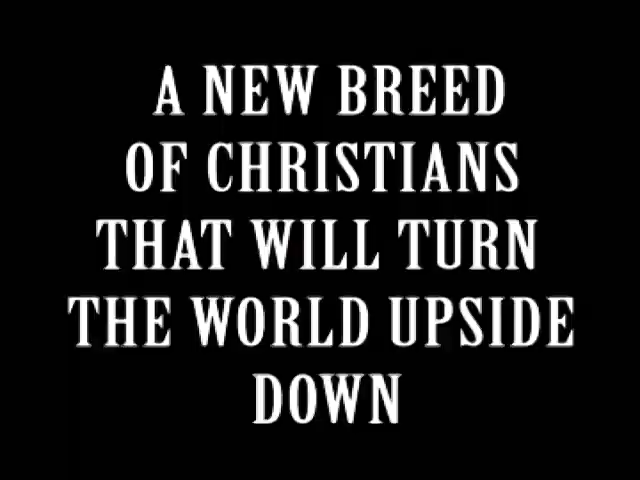 A NEW BREED
OF CHRISTIANS
THAT WILL TURN
THE WORLD UPSIDE
DOWN